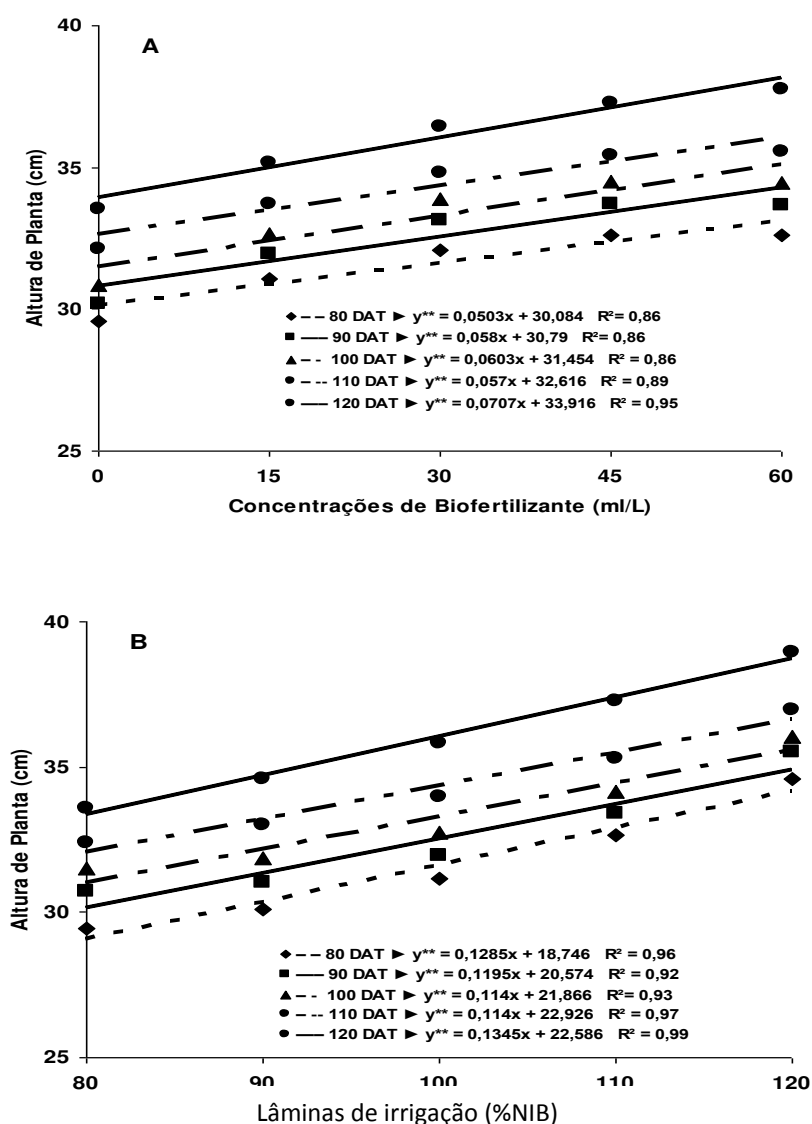 40
A
35
30
25
Altura de Planta (cm)
80 DAT ► y** = 0,0503x + 30,084 R²= 0,86
90 DAT ► y** = 0,058x + 30,79 R²= 0,86
100 DAT ► y** = 0,0603x + 31,454 R² = 0,86
110 DAT ► y** = 0,057x + 32,616 R² = 0,89
120 DAT ► y** = 0,0707x + 33,916 R² = 0,95
0 15 30 45 60
Concentrações de Biofertilizante (ml/L)
40
B
35
30
25
Altura de Planta (cm)
80 DAT ► y** = 0,1285x + 18,746 R² = 0,96
90 DAT ► y** = 0,1195x + 20,574 R² = 0,92
100 DAT ► y** = 0,114x + 21,866 R²= 0,93
110 DAT ► y** = 0,114x + 22,926 R² = 0,97
120 DAT ► y** = 0,1345x + 22,586 R² = 0,99
80 90 100 110 120
Lâminas de irrigação (%NIB)